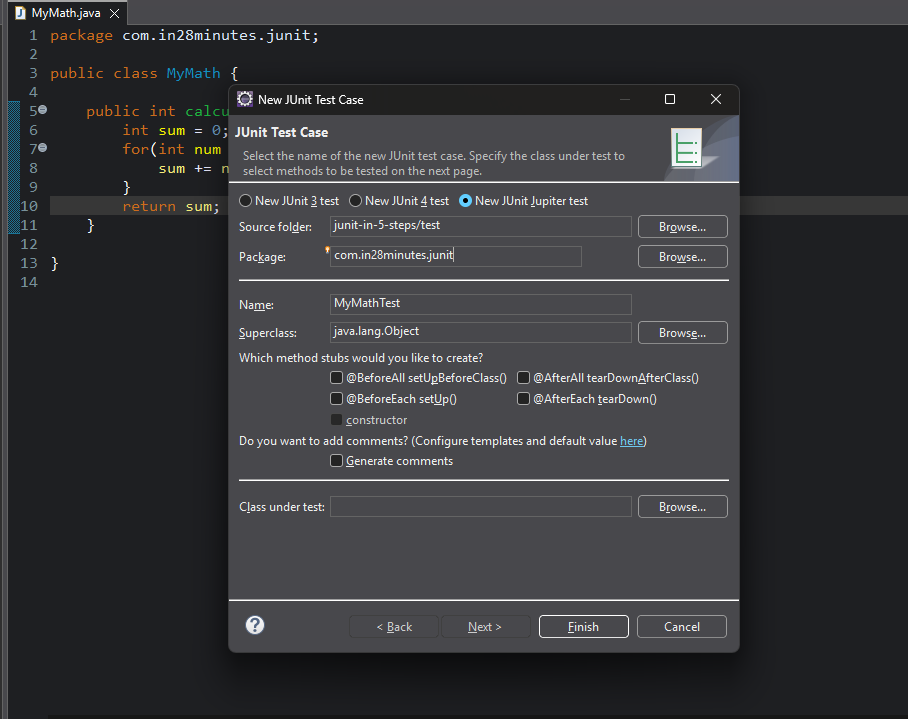 MyMath.java
1 package com.in28minutes.junit;
2
3 public class MyMath {
4
5 public int calcu
6 int sum = 0;
7 for(int num
8 sum += n
9 }
10 return sum;
11 }
12
13 }
14
New JUnit Test Case
JUnit Test Case
Select the name of the new JUnit test case. Specify the class under test to
select methods to be tested on the next page.
New JUnit 3 test New JUnit 4 test New JUnit Jupiter test
Source folder: junit-in-5-steps/test Browse...
Package: com.in28minutes.junit Browse...
Name: MyMathTest
Superclass: java.lang.Object Browse...
Which method stubs would you like to create?
@BeforeAll setUpBeforeClass() @AfterAll tearDownAfterClass()
@BeforeEach setUp() @AfterEach tearDown()
constructor
Do you want to add comments? (Configure templates and default value here)
Generate comments
Class under test: Browse...
? < Back Next > Finish Cancel